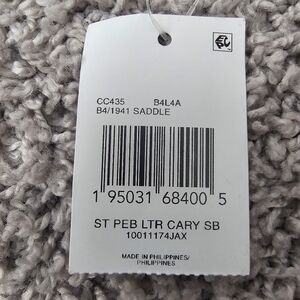 CC435 B4L4A
B4/1941 SADDLE
1 95031 68400 5
ST PEB LTR CARY SB
10011174JAX
MADE IN PHILIPPINES/
PHILIPPINES